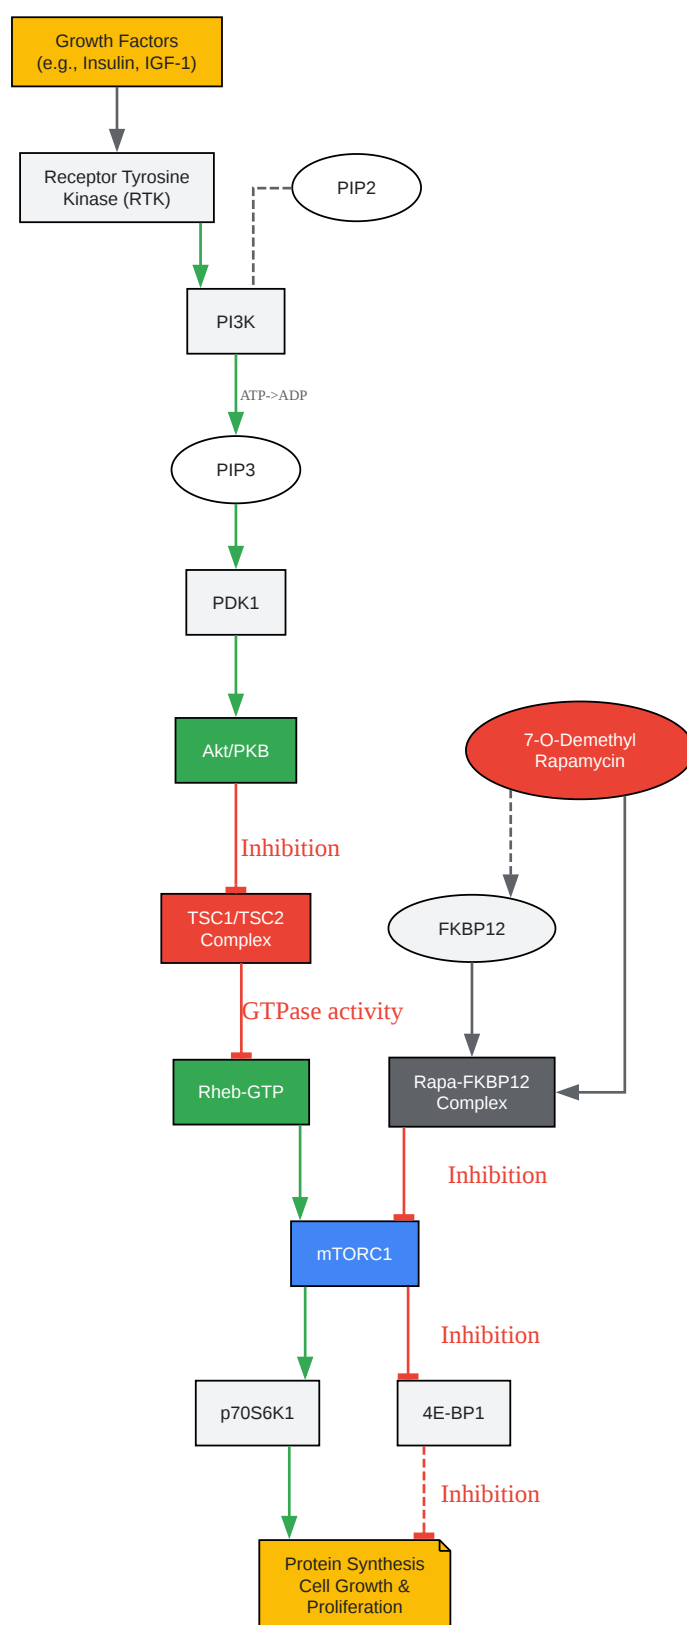 Growth Factors
(e.g., Insulin, IGF-1)
Receptor Tyrosine
Kinase (RTK)
PIP2
PI3K
ATP->ADP
PIP3
PDK1
Akt/PKB
7-O-Demethyl
Rapamycin
Inhibition
TSC1/TSC2
Complex
FKBP12
GTPase activity
Rheb-GTP
Rapa-FKBP12
Complex
Inhibition
mTORC1
Inhibition
p70S6K1
4E-BP1
Inhibition
Protein Synthesis
Cell Growth &
Proliferation